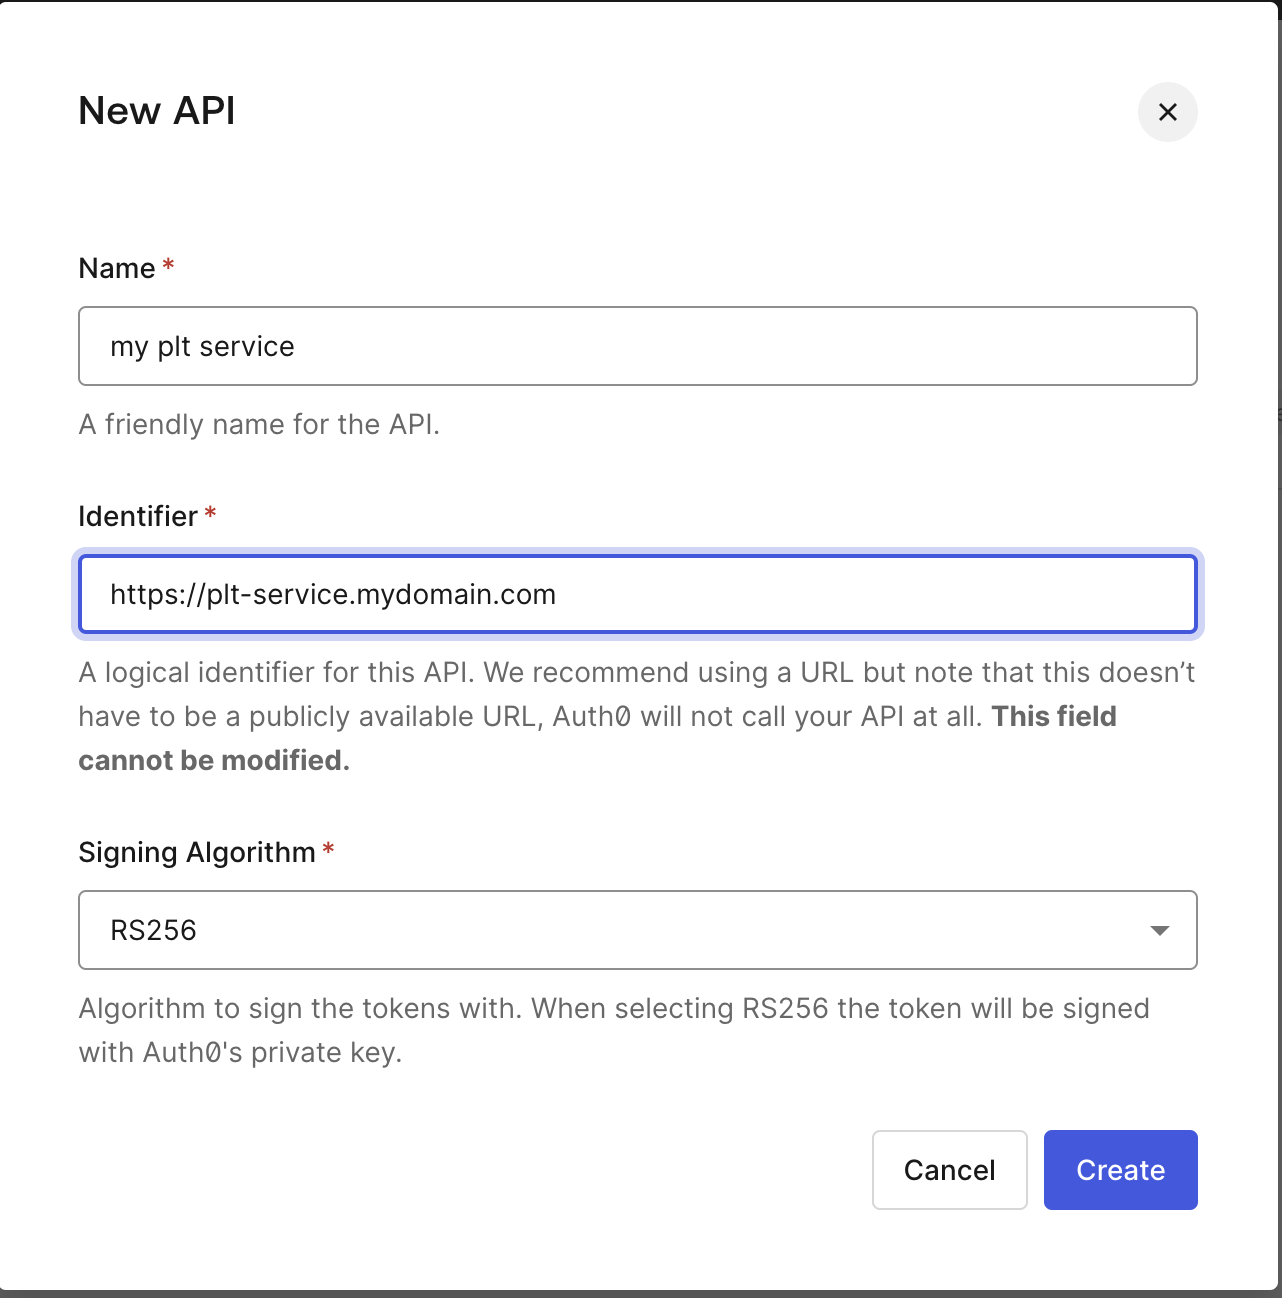 New API
Name *
my plt service
A friendly name for the API.
Identifier *
https://plt-service.mydomain.com
A logical identifier for this API. We recommend using a URL but note that this doesn’t
have to be a publicly available URL, Auth0 will not call your API at all. This field
cannot be modified.
Signing Algorithm *
RS256
Algorithm to sign the tokens with. When selecting RS256 the token will be signed
with Auth0's private key.
Cancel
Create